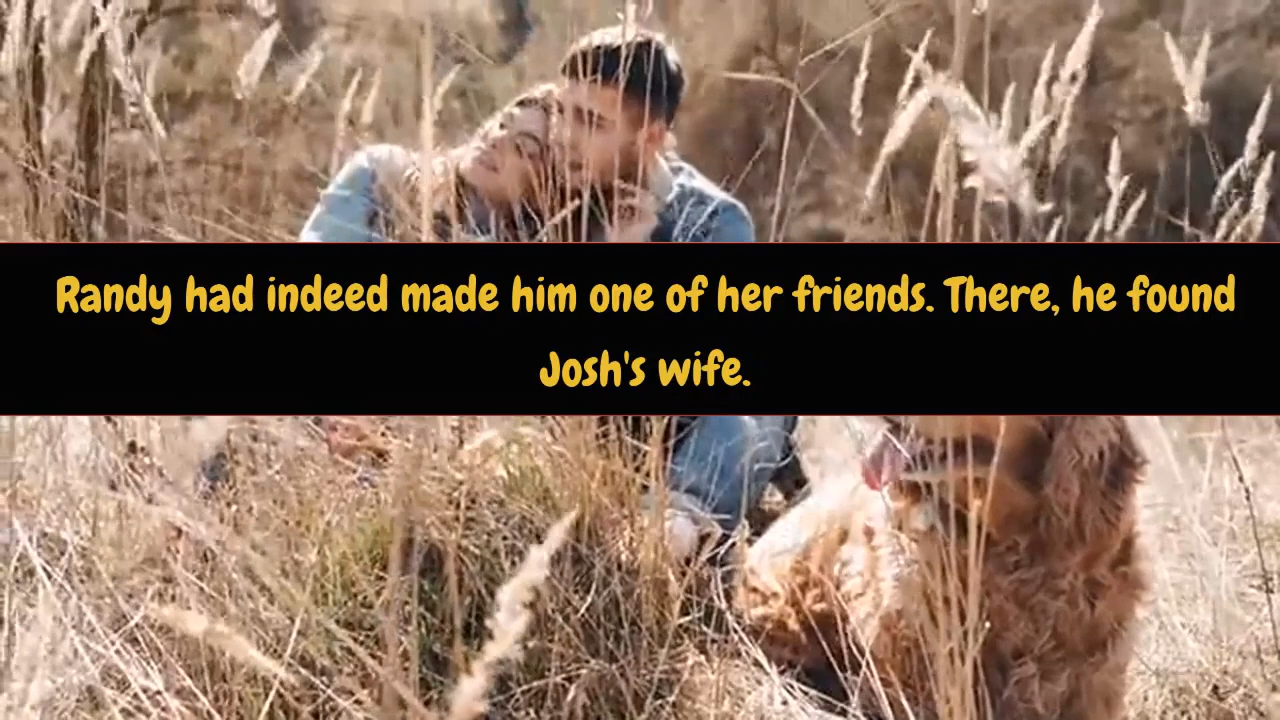 Randy had indeed made him one of her friends. There, he found
Josh's wife.